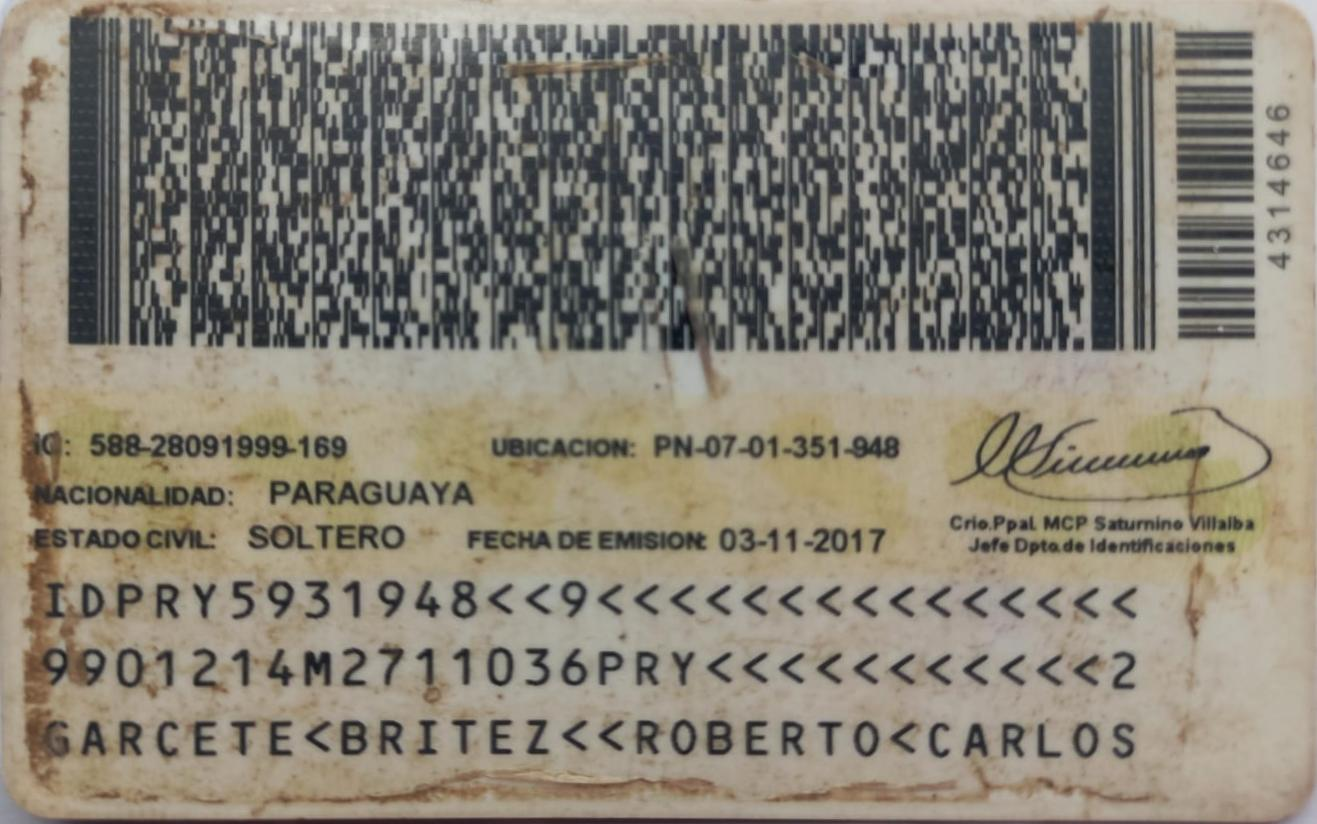 4314646
IC: 588-28091999-169 UBICACION: PN-07-01-351-948
NACIONALIDAD: PARAGUAYA
ESTADO CIVIL: SOLTERO FECHA DE EMISION: 03-11-2017
Crio.Ppal. MCP Saturnino Villalba
Jefe Dpto.de Identificaciones
IDPRY5931948<<9<<<<<<<<<<<<<<<
9901214M2711036PRY<<<<<<<<<<<2
GARCETE<BRITEZ<<ROBERTO<CARLOS